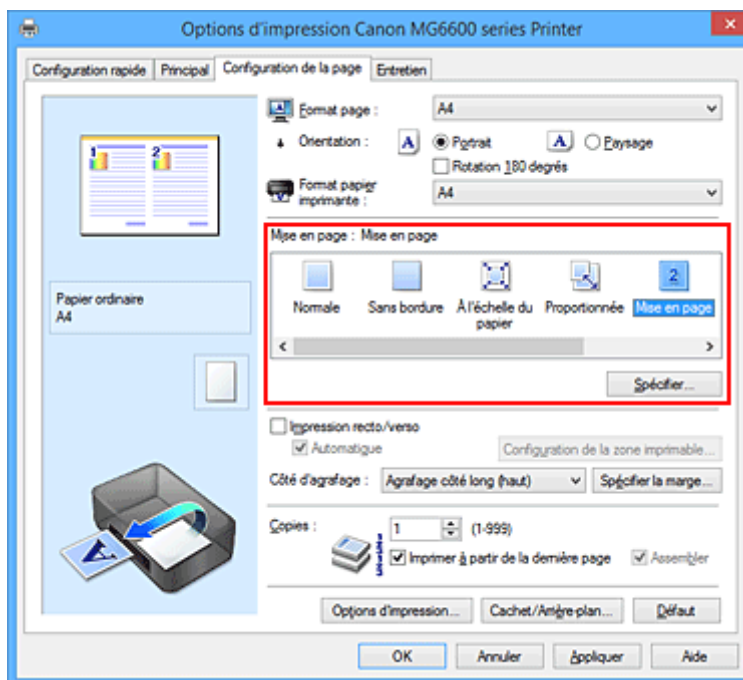 Options d'impression Canon MG6600 series Printer
Configuration rapide Principal Configuration de la page Entretien
Format page : A4
Orientation : A Portrait A Paysage
Rotation 180 degrés
Format papier imprimante : A4
1 2
Mise en page : Mise en page
2
Normale Sans bordure À l'échelle du papier Proportionnée Mise en page
Spécifier...
Papier ordinaire
A4
Impression recto/verso
Automatique Configuration de la zone imprimable...
Côté d'agrafage : Agrafage côté long (haut) Spécifier la marge...
Copies : 1 (1-999)
Imprimer à partir de la dernière page Assembler
A
Options d'impression... Cachet/Arrière-plan... Défaut
OK Annuler Appliquer Aide